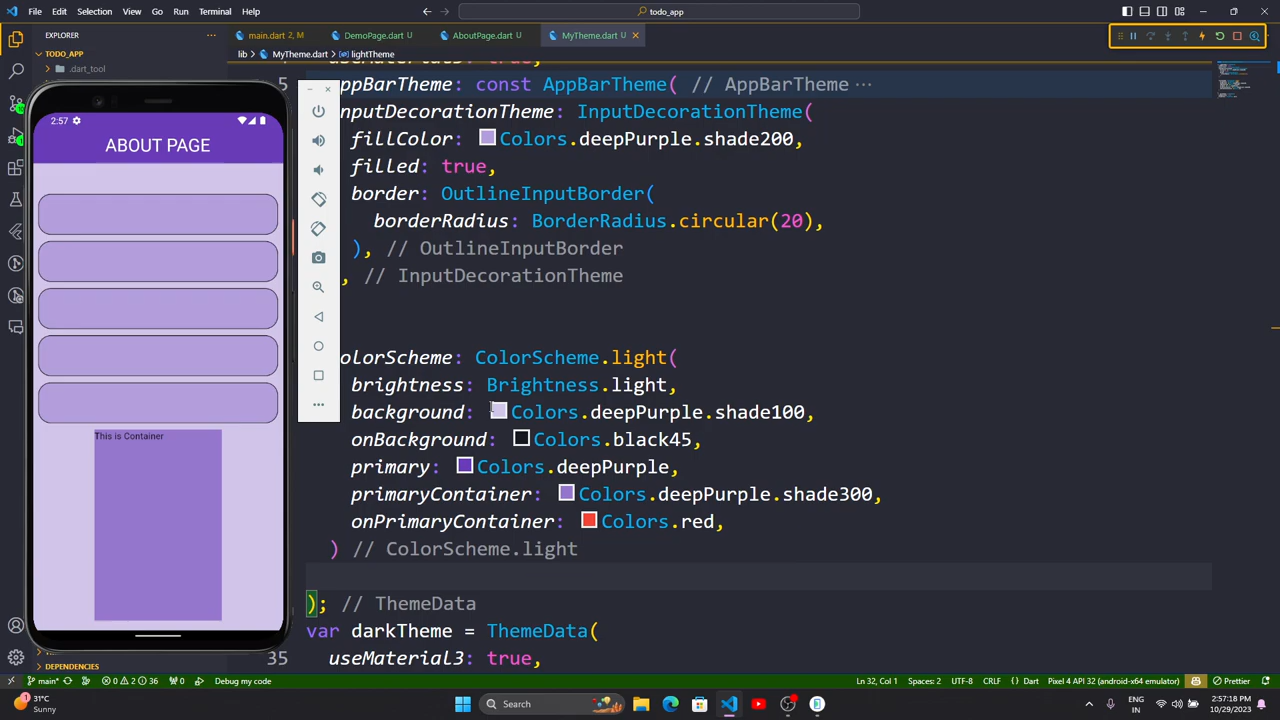 File Edit Selection View Go Run Terminal Help
todo_app
EXPLORER
main.dart 2, M
DemoPage.dart U
AboutPage.dart U
MyTheme.dart U
TODO_APP
lib > MyTheme.dart > lightTheme
.dart_tool
5
ppBarTheme: const AppBarTheme( // AppBarTheme ...
nputDecorationTheme: InputDecorationTheme(
fillColor: Colors.deepPurple.shade200,
filled: true,
border: OutlineInputBorder(
borderRadius: BorderRadius.circular(20),
), // OutlineInputBorder
, // InputDecorationTheme
olorScheme: ColorScheme.light(
brightness: Brightness.light,
background: Colors.deepPurple.shade100,
onBackground: Colors.black45,
primary: Colors.deepPurple,
primaryContainer: Colors.deepPurple.shade300,
onPrimaryContainer: Colors.red,
) // ColorScheme.light
); // ThemeData
var darkTheme = ThemeData(
35 useMaterial3: true,
2:57
ABOUT PAGE
This is Container
DEPENDENCIES
main* 0 2 36 0 Debug my code
Ln 32, Col 1 Spaces: 2 UTF-8 CRLF {} Dart Pixel 4 API 32 (android-x64 emulator) Prettier
31°C
Sunny
Search
ENG
IN
2:57:18 PM
10/29/2023